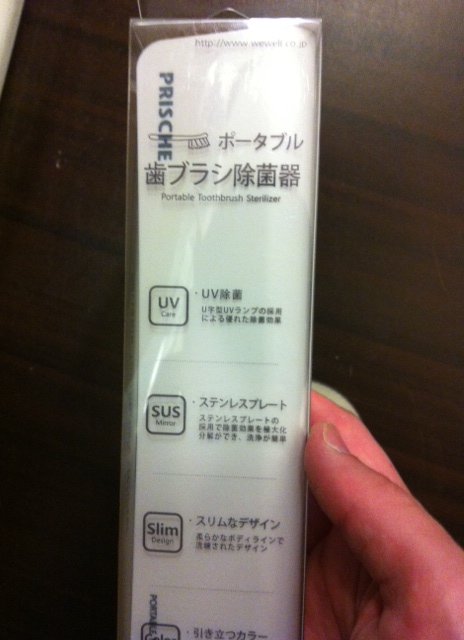 http://www.wewell.co.jp
PRISCHE
ポータブル
歯ブラシ除菌器
Portable Toothbrush Sterilizer
UV
Care
・UV除菌
U字型UVランプの採用
による優れた除菌効果
SUS
Mirror
・ステンレスプレート
ステンレスプレートの
採用で除菌効果を極大化
分解ができ、洗浄が簡単
Slim
Design
・スリムなデザイン
柔らかなボディラインで
洗練されたデザイン
PORTABLE
Color
・引き立つカラー